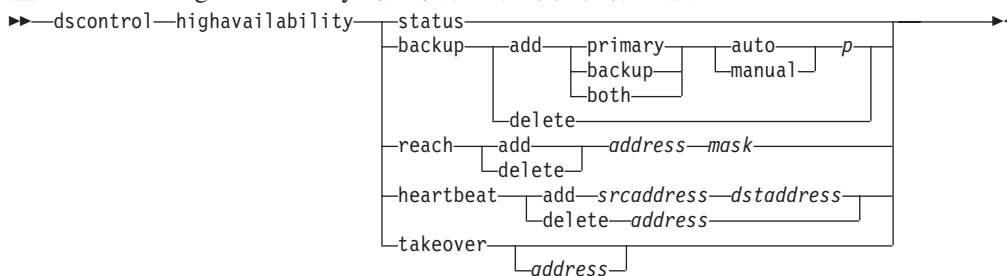 dscontrol highavailability status
backup add primary auto p
backup manual
both
delete
reach add address mask
delete
heartbeat add srcaddress dstaddress
delete address
takeover
address